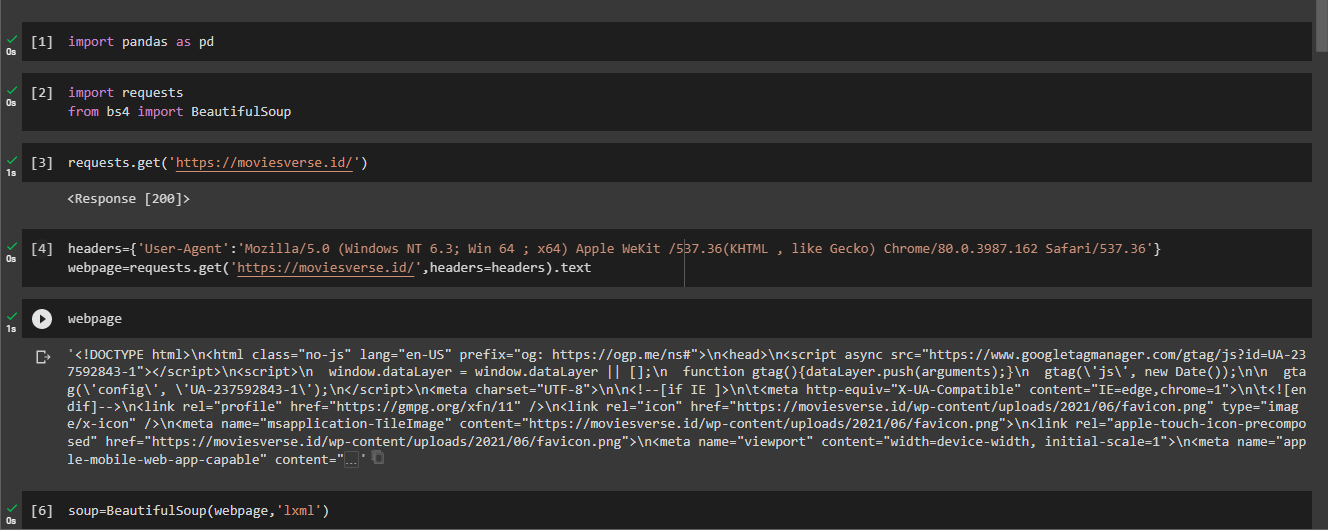 [1] import pandas as pd
0s
[2] import requests
0s
from bs4 import BeautifulSoup
[3] requests.get('https://moviesverse.id/')
1s
<Response [200]>
[4] headers={'User-Agent':'Mozilla/5.0 (Windows NT 6.3; Win 64 ; x64) Apple WeKit /537.36(KHTML , like Gecko) Chrome/80.0.3987.162 Safari/537.36'}
0s
webpage=requests.get('https://moviesverse.id/',headers=headers).text
webpage
1s
'<!DOCTYPE html>\n<html class="no-js" lang="en-US" prefix="og: https://ogp.me/ns#">\n<head>\n<script async src="https://www.googletagmanager.com/gtag/js?id=UA-23
7592843-1"></script>\n<script>\n  window.dataLayer = window.dataLayer || [];\n  function gtag(){dataLayer.push(arguments);}\n  gtag(\'js\', new Date());\n\n  gta
g(\'config\', \'UA-237592843-1\');\n</script>\n<meta charset="UTF-8">\n\n<!--[if IE ]>\n\t<meta http-equiv="X-UA-Compatible" content="IE=edge,chrome=1">\n\t<![en
dif]-->\n<link rel="profile" href="https://gmpg.org/xfn/11" />\n<link rel="icon" href="https://moviesverse.id/wp-content/uploads/2021/06/favicon.png" type="imag
e/x-icon" />\n<meta name="msapplication-TileImage" content="https://moviesverse.id/wp-content/uploads/2021/06/favicon.png">\n<link rel="apple-touch-icon-precompo
sed" href="https://moviesverse.id/wp-content/uploads/2021/06/favicon.png">\n<meta name="viewport" content="width=device-width, initial-scale=1">\n<meta name="app
le-mobile-web-app-capable" content="...'
[6] soup=BeautifulSoup(webpage,'lxml')
0s